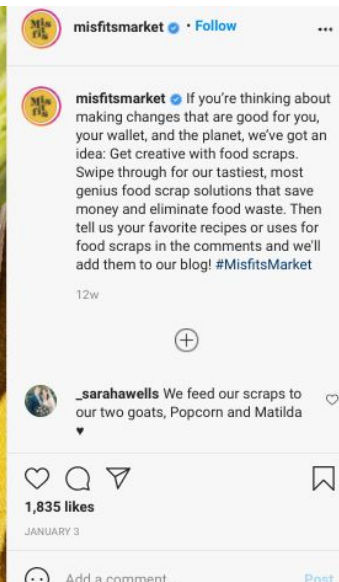 misfitsmarket • Follow
misfitsmarket If you're thinking about
making changes that are good for you,
your wallet, and the planet, we've got an
idea: Get creative with food scraps.
Swipe through for our tastiest, most
genius food scrap solutions that save
money and eliminate food waste. Then
tell us your favorite recipes or uses for
food scraps in the comments and we'll
add them to our blog! #MisfitsMarket
12w
_sarahawells We feed our scraps to
our two goats, Popcorn and Matilda
♥
1,835 likes
JANUARY 3
Add a comment...
Post